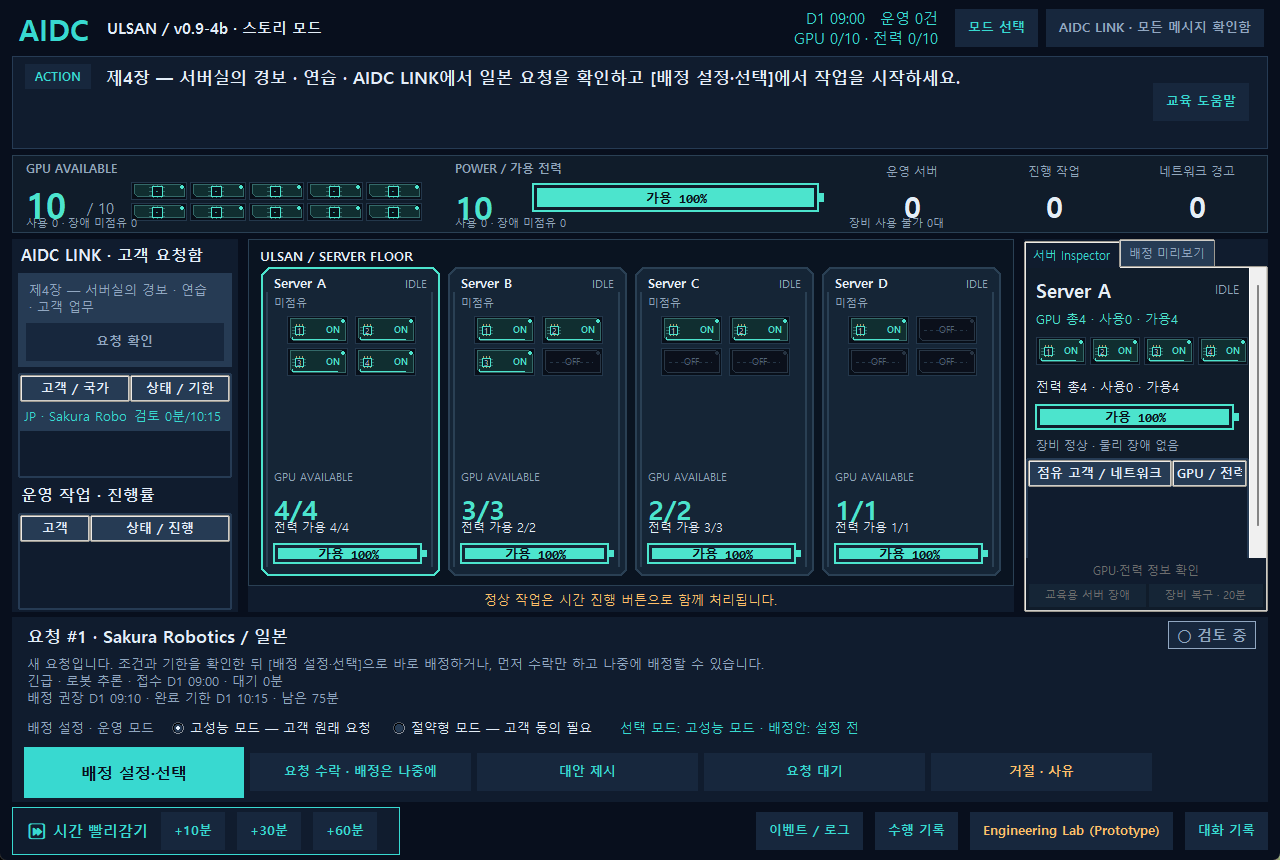 AIDC ULSAN / v0.9-4b · 스토리 모드
D1 09:00 운영 0건
GPU 0/10 · 전력 0/10
모드 선택
AIDC LINK · 모든 메시지 확인함
ACTION
제4장 — 서버실의 경보 · 연습 · AIDC LINK에서 일본 요청을 확인하고 [배정 설정·선택]에서 작업을 시작하세요.
교육 도움말
GPU AVAILABLE
10 / 10
사용 0 · 장애 미점유 0
POWER / 가용 전력
10
가용 100%
사용 0 · 장애 미점유 0
운영 서버
0
장비 사용 불가 0대
진행 작업
0
네트워크 경고
0
AIDC LINK · 고객 요청함
제4장 — 서버실의 경보 · 연습
· 고객 업무
요청 확인
고객 / 국가 상태 / 기한
JP · Sakura Robo 검토 0분/10:15
운영 작업 · 진행률
고객 상태 / 진행
ULSAN / SERVER FLOOR
Server A IDLE
미점유
1 ON 2 ON
3 ON 4 ON
GPU AVAILABLE
4/4
전력 가용 4/4
가용 100%
Server B IDLE
미점유
1 ON 2 ON
3 ON OFF
GPU AVAILABLE
3/3
전력 가용 2/2
가용 100%
Server C IDLE
미점유
1 ON 2 ON
OFF OFF
GPU AVAILABLE
2/2
전력 가용 3/3
가용 100%
Server D IDLE
미점유
1 ON OFF
OFF OFF
GPU AVAILABLE
1/1
전력 가용 1/1
가용 100%
정상 작업은 시간 진행 버튼으로 함께 처리됩니다.
서버 Inspector 배정 미리보기
Server A IDLE
GPU 총4 · 사용0 · 가용4
1 ON 2 ON 3 ON 4 ON
전력 총4 · 사용0 · 가용4
가용 100%
장비 정상 · 물리 장애 없음
점유 고객 / 네트워크 GPU / 전력
GPU·전력 정보 확인
교육용 서버 장애 장비 복구 · 20분
요청 #1 · Sakura Robotics / 일본
○ 검토 중
새 요청입니다. 조건과 기한을 확인한 뒤 [배정 설정·선택]으로 바로 배정하거나, 먼저 수락만 하고 나중에 배정할 수 있습니다.
긴급 · 로봇 추론 · 접수 D1 09:00 · 대기 0분
배정 권장 D1 09:10 · 완료 기한 D1 10:15 · 남은 75분
배정 설정 · 운영 모드 고성능 모드 — 고객 원래 요청 절약형 모드 — 고객 동의 필요 선택 모드: 고성능 모드 · 배정안: 설정 전
배정 설정·선택 요청 수락 · 배정은 나중에 대안 제시 요청 대기 거절 · 사유
시간 빨리감기 +10분 +30분 +60분 이벤트 / 로그 수행 기록 Engineering Lab (Prototype) 대화 기록